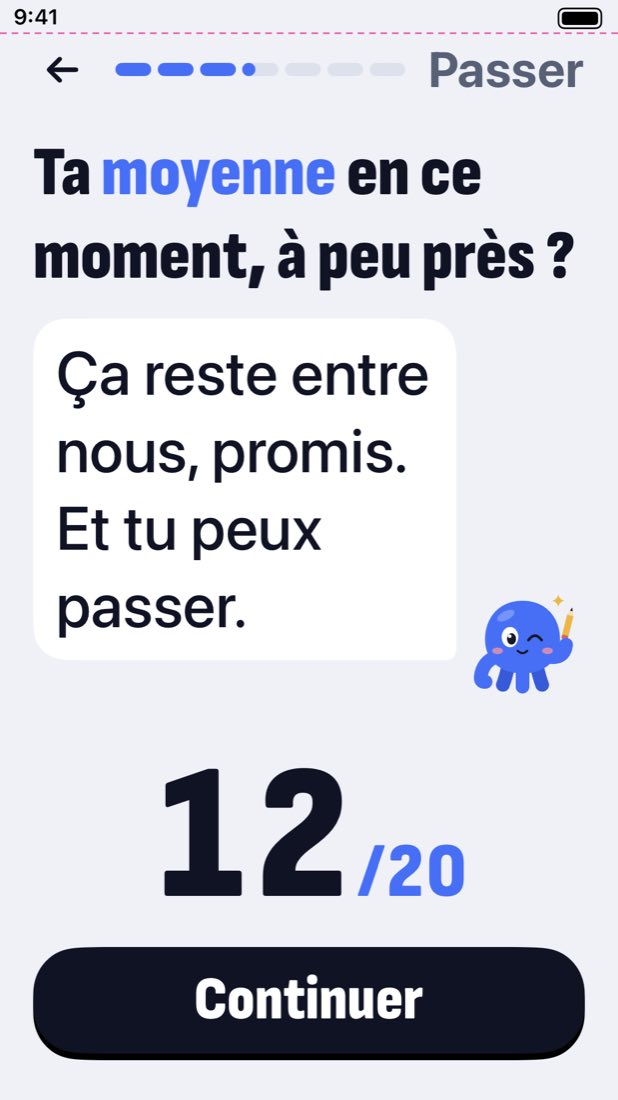 9:41
Passer
Ta moyenne en ce
moment, à peu près ?
Ça reste entre
nous, promis.
Et tu peux
passer.
12/20
Continuer